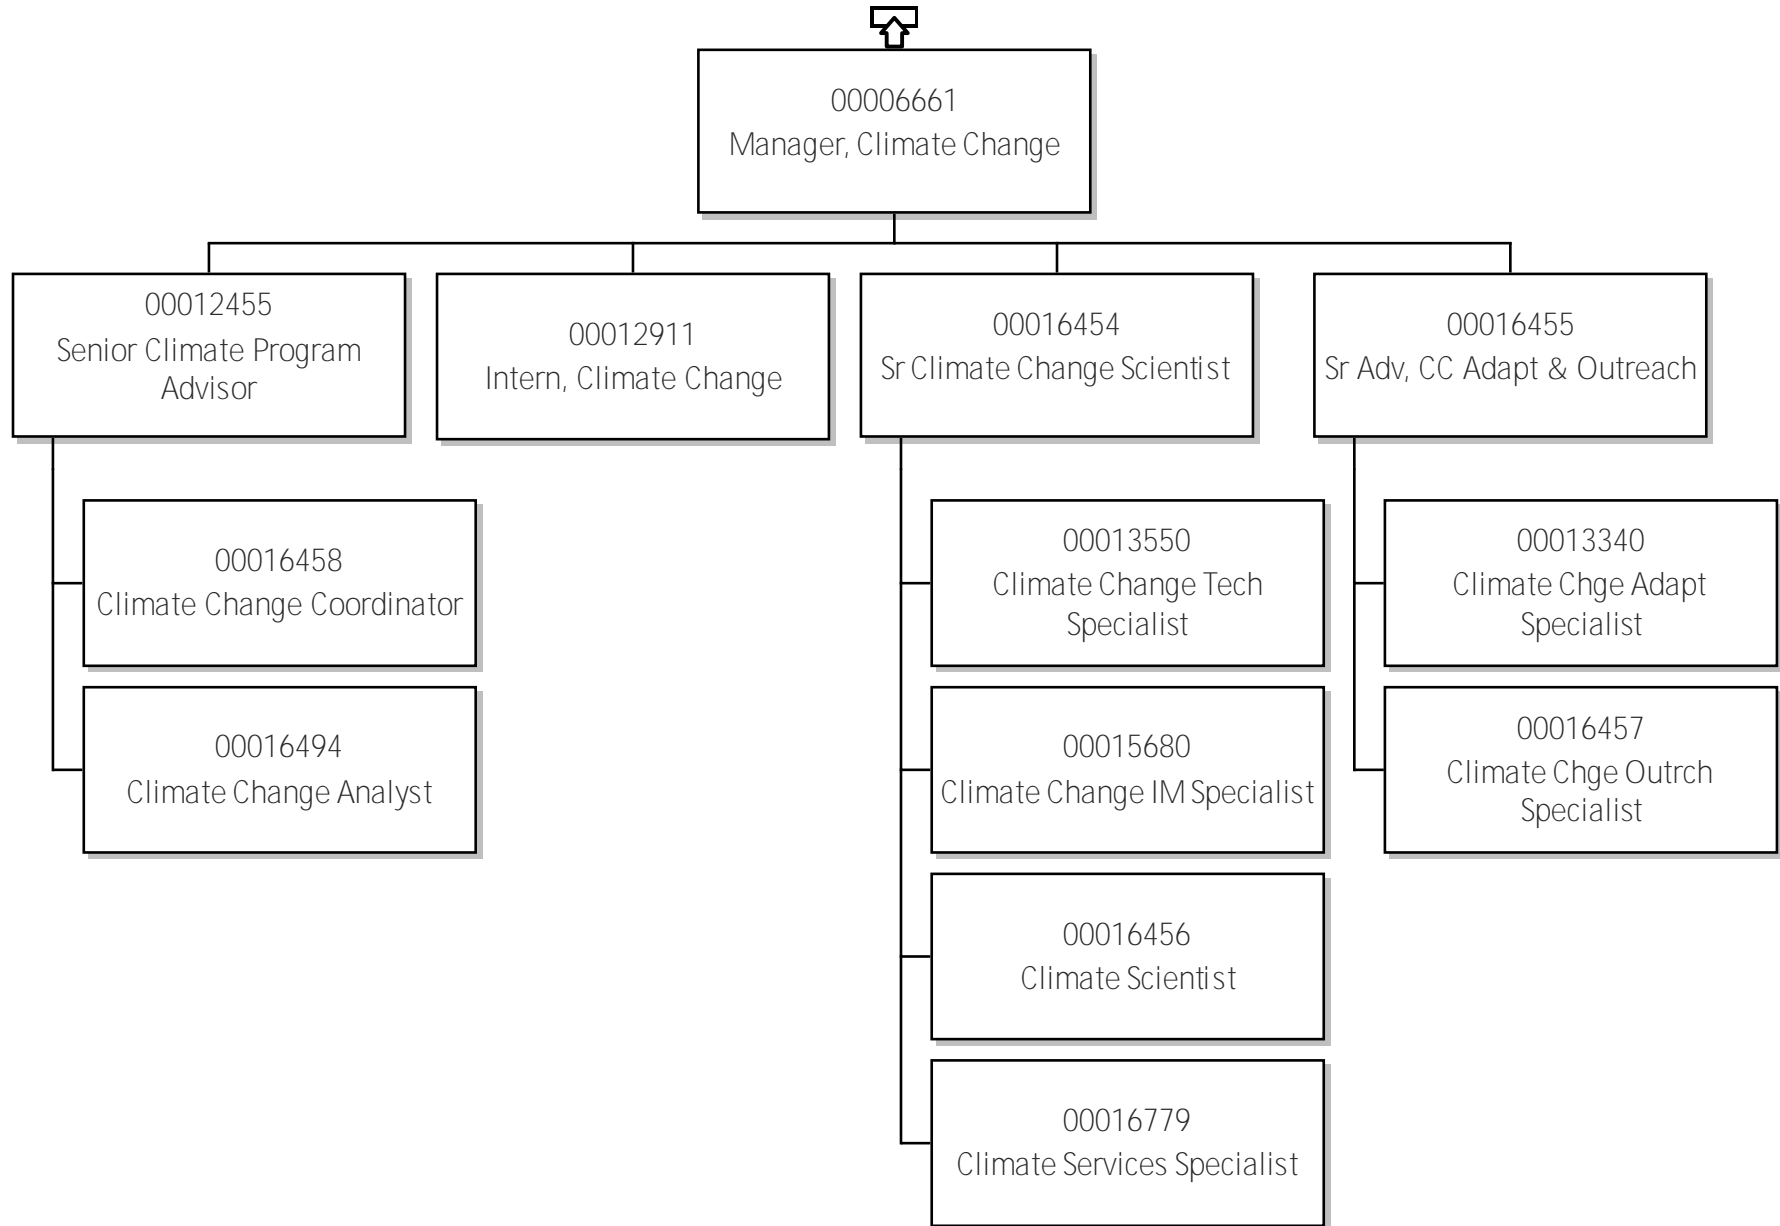 00006661
Manager, Climate Change
00012455
Senior Climate Program
Advisor
00012911
Intern, Climate Change
00016454
Sr Climate Change Scientist
00016455
Sr Adv, CC Adapt & Outreach
00016458
Climate Change Coordinator
00016494
Climate Change Analyst
00013550
Climate Change Tech
Specialist
00015680
Climate Change IM Specialist
00016456
Climate Scientist
00016779
Climate Services Specialist
00013340
Climate Chge Adapt
Specialist
00016457
Climate Chge Outrch
Specialist